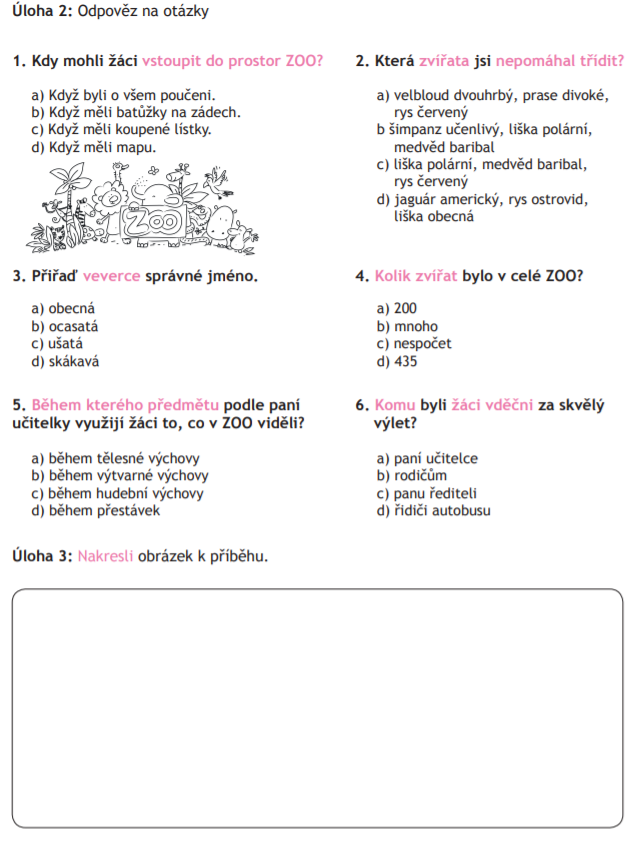 Úloha 2: Odpověz na otázky
1. Kdy mohli žáci vstoupit do prostor ZOO?
a) Když byli o všem poučeni.
b) Když měli batůžky na zádech.
c) Když měli koupené lístky.
d) Když měli mapu.
ZOO
2. Která zvířata jsi nepomáhal třídit?
a) velbloud dvouhrbý, prase divoké,
rys červený
b šimpanz učenlivý, liška polární,
medvěd baribal
c) liška polární, medvěd baribal,
rys červený
d) jaguár americký, rys ostrovid,
liška obecná
3. Přiřaď veverce správné jméno.
a) obecná
b) ocasatá
c) ušatá
d) skákavá
4. Kolik zvířat bylo v celé ZOO?
a) 200
b) mnoho
c) nespočet
d) 435
5. Během kterého předmětu podle paní
učitelky využijí žáci to, co v ZOO viděli?
a) během tělesné výchovy
b) během výtvarné výchovy
c) během hudební výchovy
d) během přestávek
6. Komu byli žáci vděční za skvělý
výlet?
a) paní učitelce
b) rodičům
c) panu řediteli
d) řidiči autobusu
Úloha 3: Nakresli obrázek k příběhu.